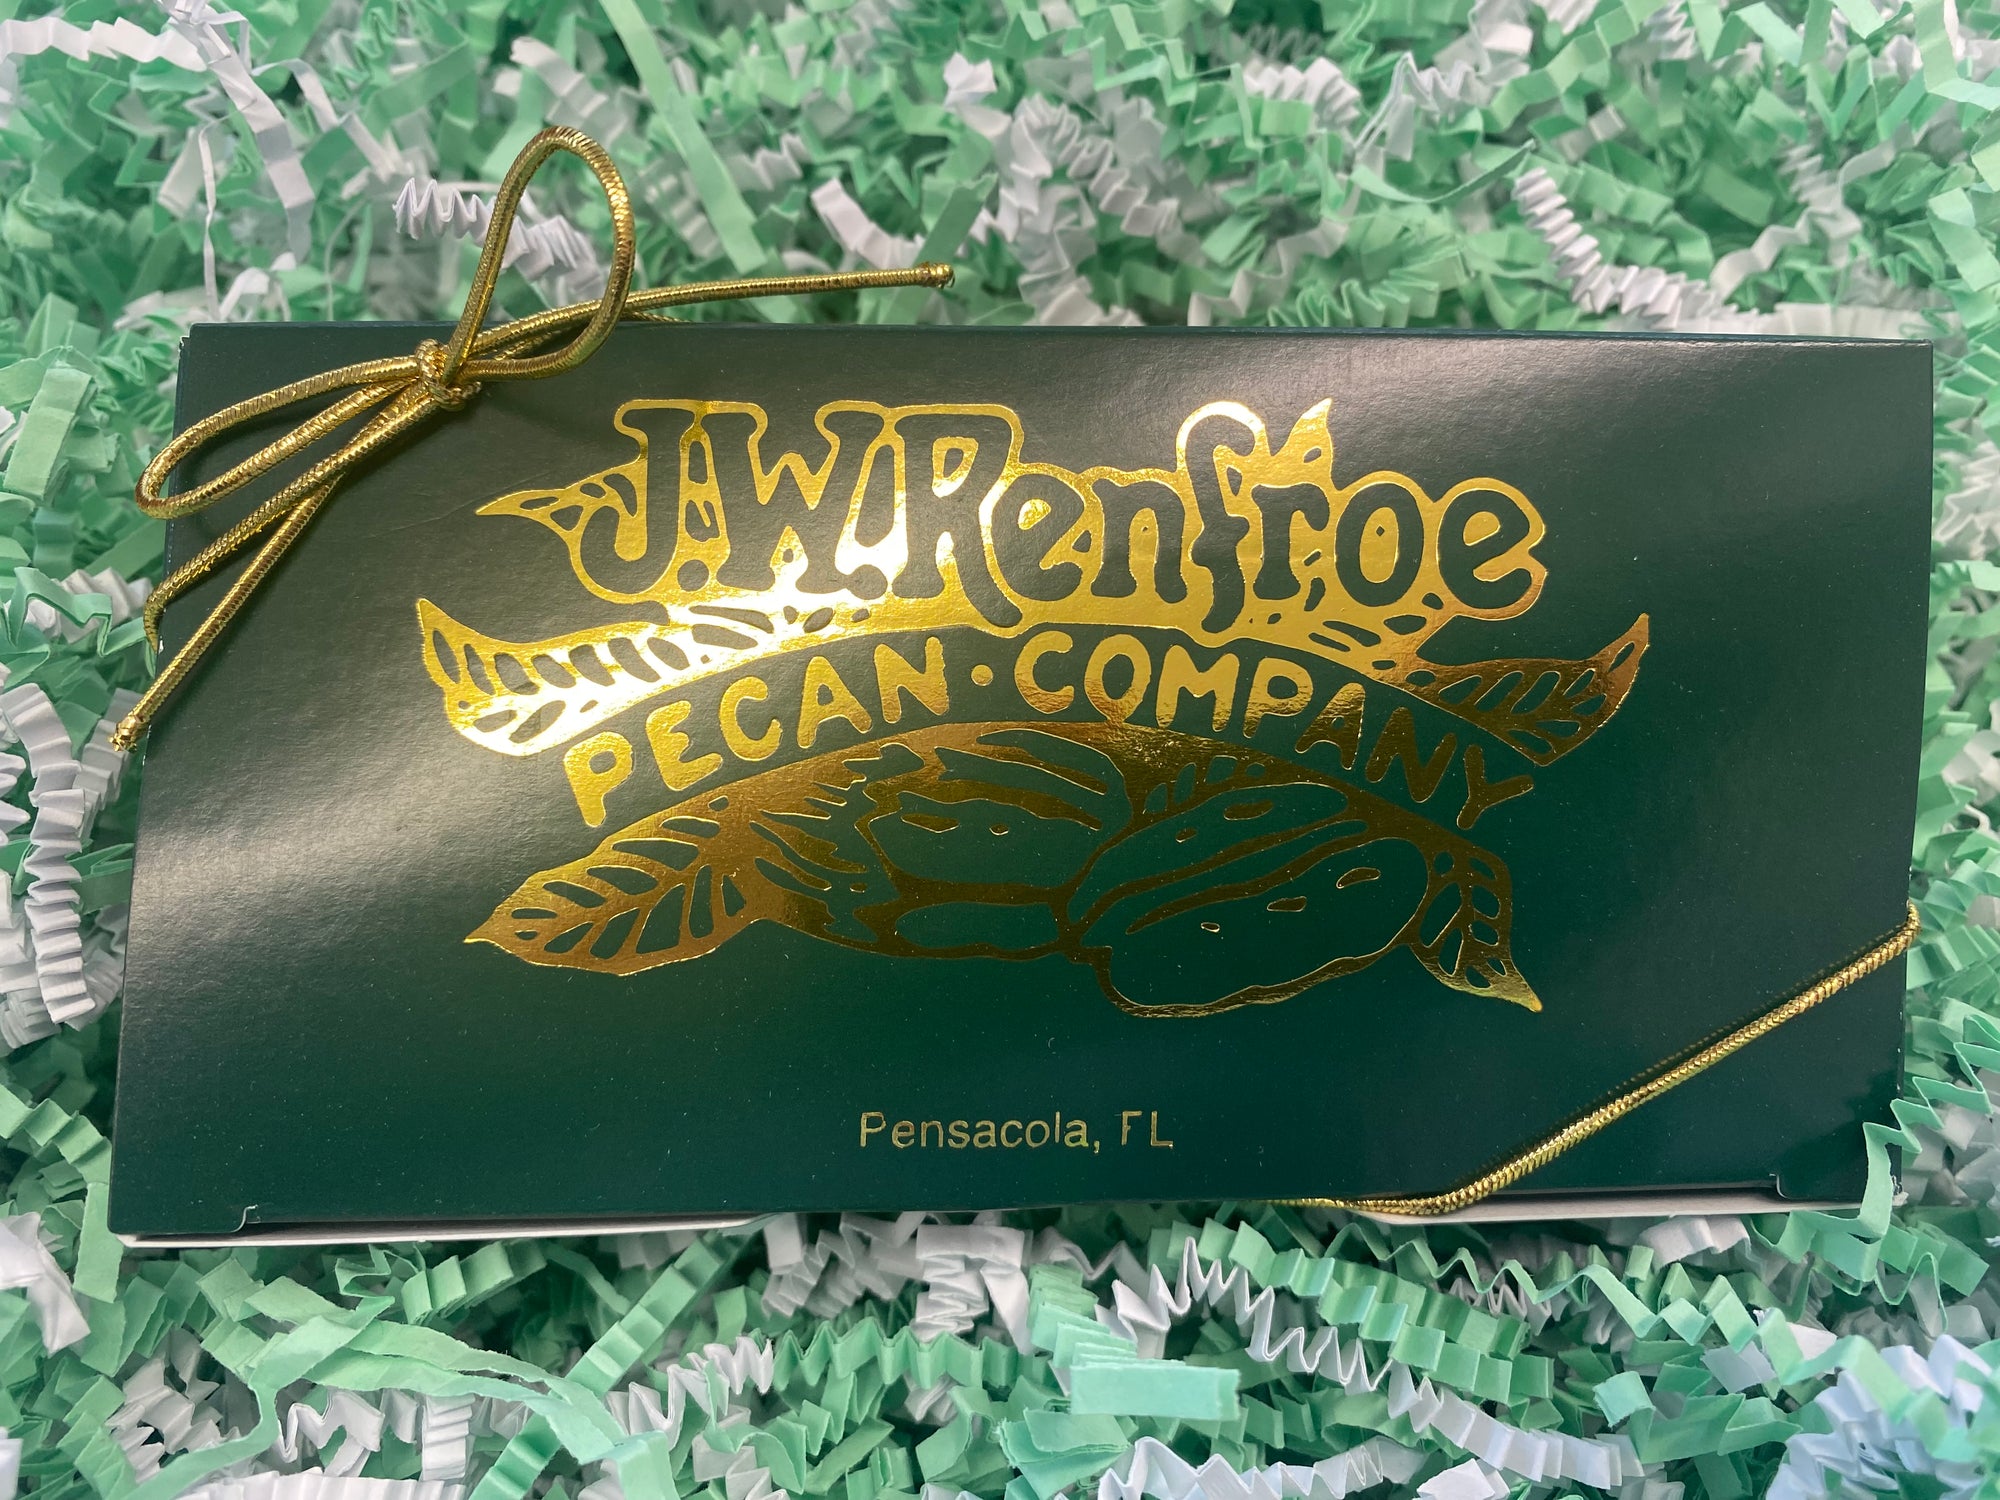 J.W. Renfroe
PECAN · COMPANY
Pensacola, FL